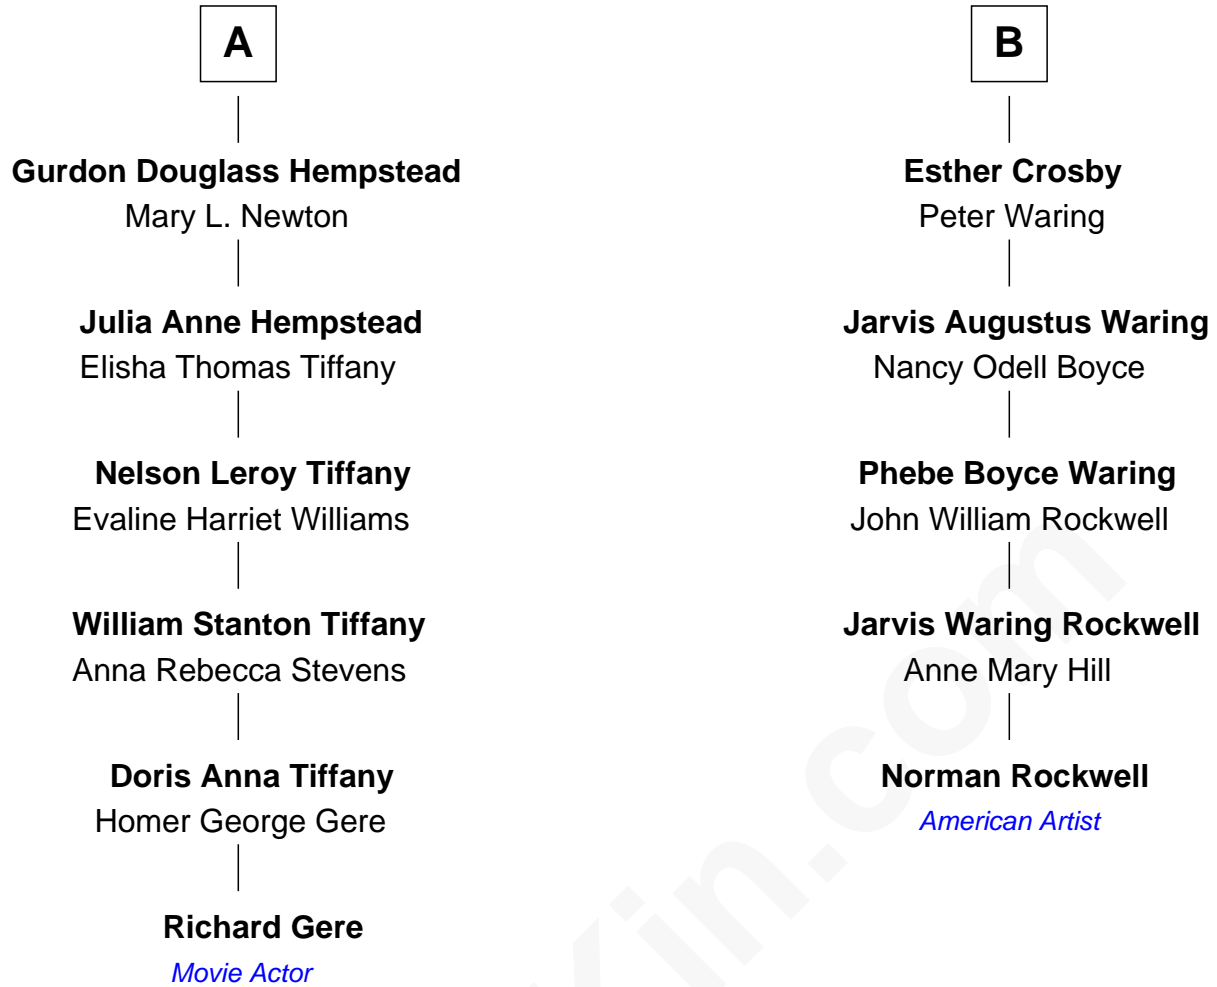 A
Gurdon Douglass Hempstead
Mary L. Newton
Julia Anne Hempstead
Elisha Thomas Tiffany
Nelson Leroy Tiffany
Evaline Harriet Williams
William Stanton Tiffany
Anna Rebecca Stevens
Doris Anna Tiffany
Homer George Gere
Richard Gere
Movie Actor
B
Esther Crosby
Peter Waring
Jarvis Augustus Waring
Nancy Odell Boyce
Phebe Boyce Waring
John William Rockwell
Jarvis Waring Rockwell
Anne Mary Hill
Norman Rockwell
American Artist